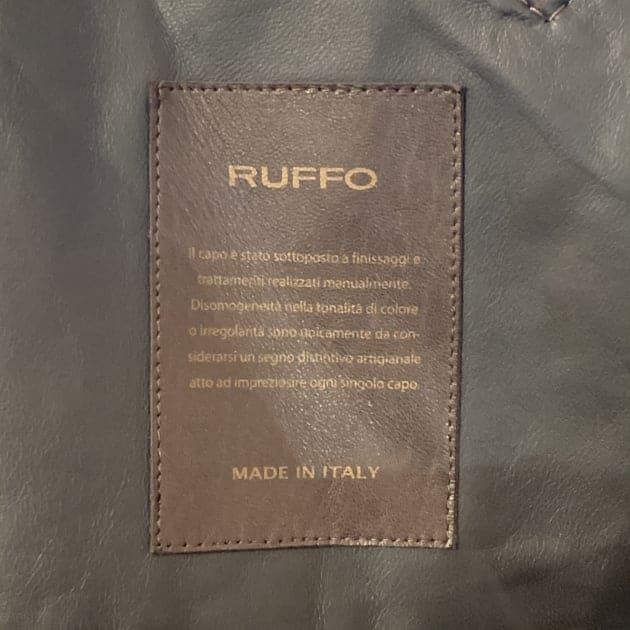 RUFFO
Il capo è stato sottoposto a finissaggi e
trattamenti realizzati manualmente.
Disomogeneità nella tonalità di colore
o irregolarità sono unicamente da con-
siderarsi un segno distintivo artigianale
atto ad impreziosire ogni singolo capo.
MADE IN ITALY